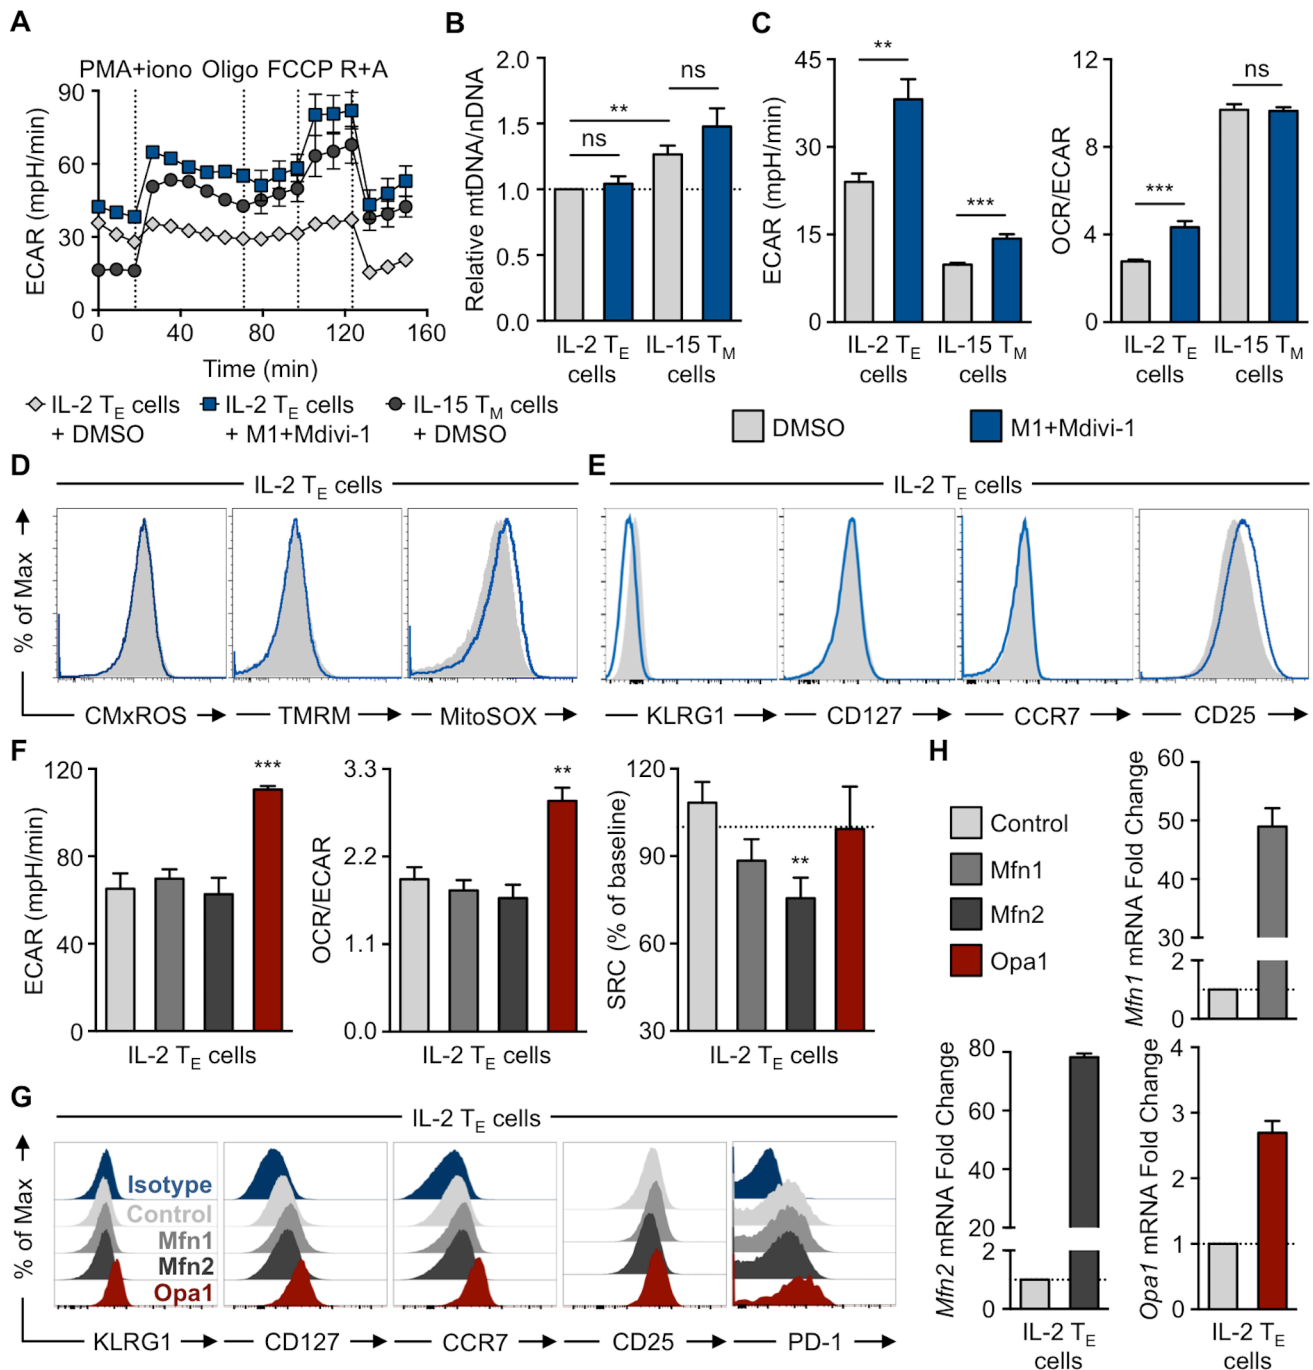 A
PMA+iono Oligo FCCP R+A
ECAR (mpH/min)
90
60
30
0
0 40 80 120 160
Time (min)
IL-2 TE cells + DMSO
IL-2 TE cells + M1+Mdivi-1
IL-15 TM cells + DMSO
B
Relative mtDNA/nDNA
2.0
1.5
1.0
0.5
0.0
ns
**
ns
IL-2 TE cells
IL-15 TM cells
C
ECAR (mpH/min)
45
30
15
0
**
***
IL-2 TE cells
IL-15 TM cells
OCR/ECAR
12
8
4
0
***
ns
IL-2 TE cells
IL-15 TM cells
DMSO
M1+Mdivi-1
D
IL-2 TE cells
% of Max
CMxROS
TMRM
MitoSOX
E
IL-2 TE cells
KLRG1
CD127
CCR7
CD25
F
ECAR (mpH/min)
120
80
40
0
***
IL-2 TE cells
OCR/ECAR
3.3
2.2
1.1
0.0
**
IL-2 TE cells
SRC (% of baseline)
120
90
60
30
**
IL-2 TE cells
G
IL-2 TE cells
% of Max
Isotype
Control
Mfn1
Mfn2
Opa1
KLRG1
CD127
CCR7
CD25
PD-1
H
Control
Mfn1
Mfn2
Opa1
Mfn1 mRNA Fold Change
60
50
40
30
2
1
0
Mfn2 mRNA Fold Change
80
60
40
20
2
0
IL-2 TE
cells
Opa1 mRNA Fold Change
4
3
2
1
0
IL-2 TE
cells